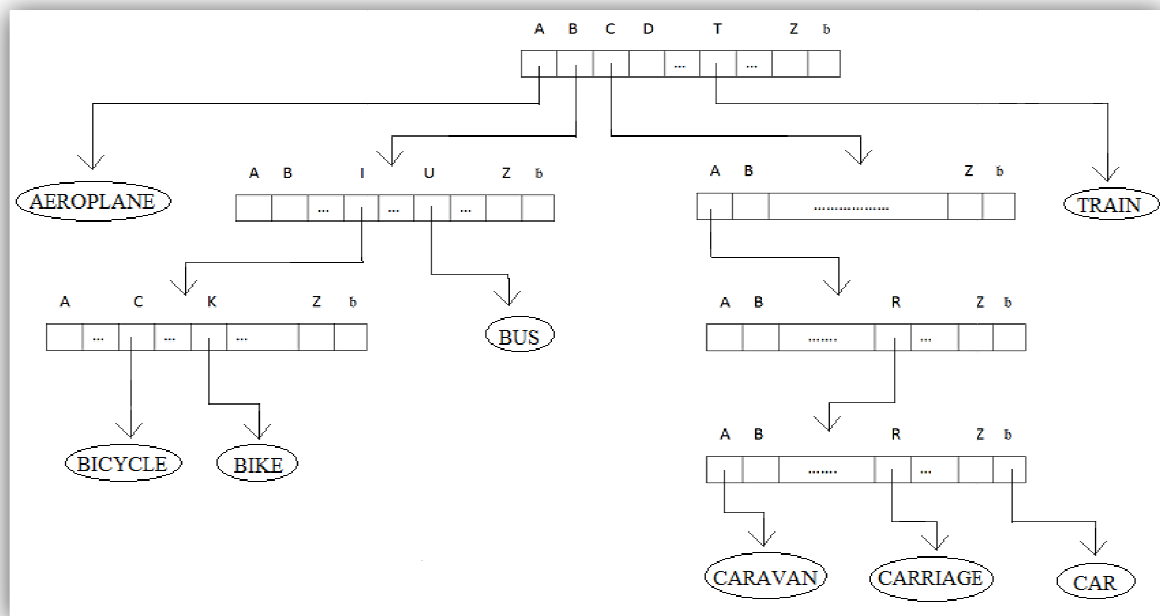 A B C D T Z b
... ...
A B I U Z b
A B Z b
AEROPLANE
... ... ...
..................
TRAIN
A C K Z b
A B R Z b
... ... ...
BUS
....... ...
A B R Z b
BICYCLE
BIKE
....... ...
CARAVAN
CARRIAGE
CAR